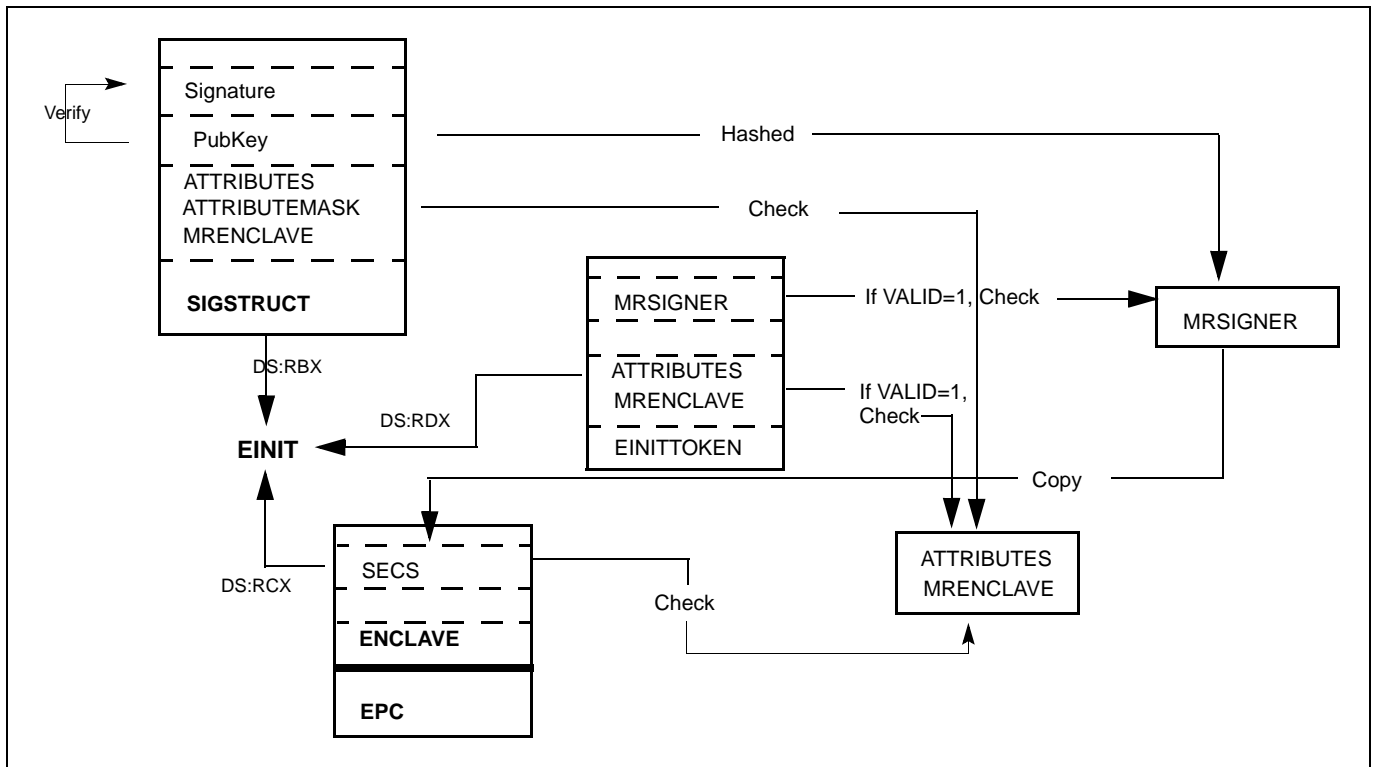 Signature
Verify
PubKey
Hashed
ATTRIBUTES
ATTRIBUTEMASK
MRENCLAVE
Check
SIGSTRUCT
MRSIGNER
If VALID=1, Check
MRSIGNER
DS:RBX
ATTRIBUTES
MRENCLAVE
If VALID=1,
Check
DS:RDX
EINIT
EINITTOKEN
Copy
SECS
DS:RCX
Check
ATTRIBUTES
MRENCLAVE
ENCLAVE
EPC